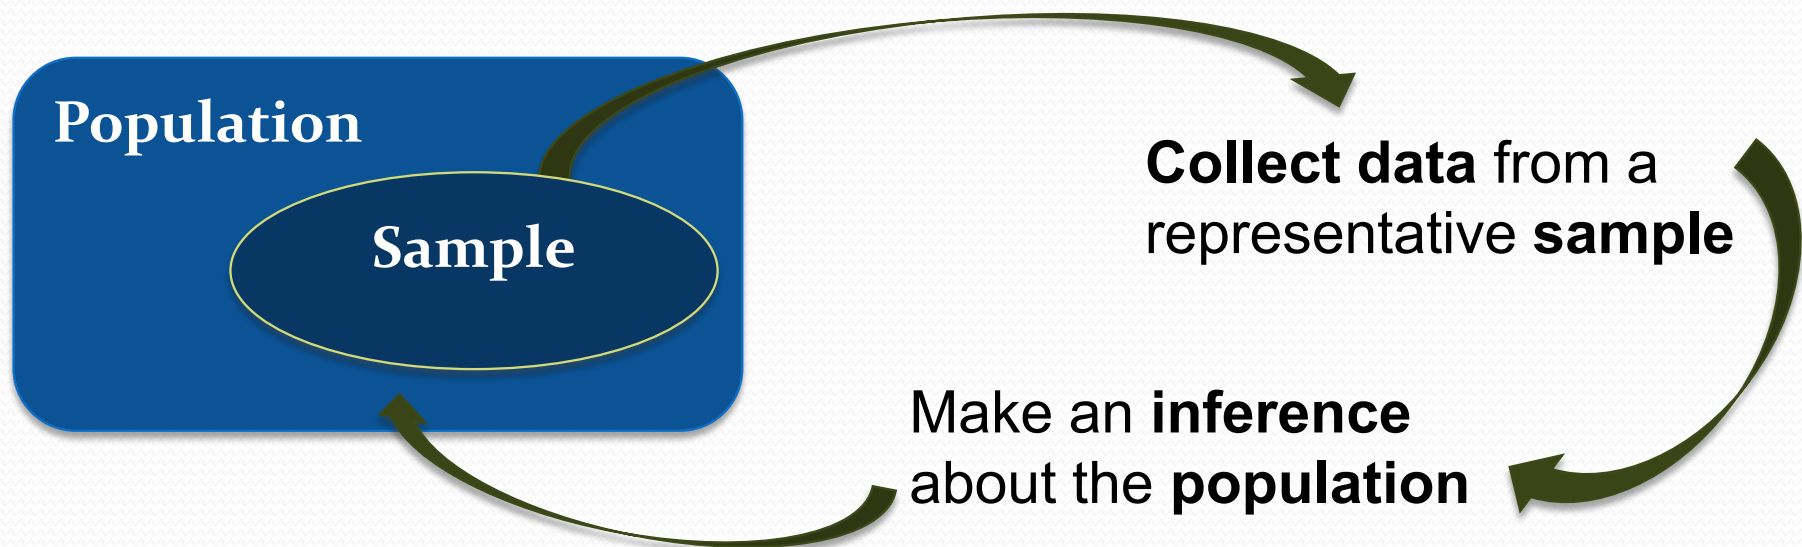 Population
Sample
Collect data from a
representative sample
Make an inference
about the population